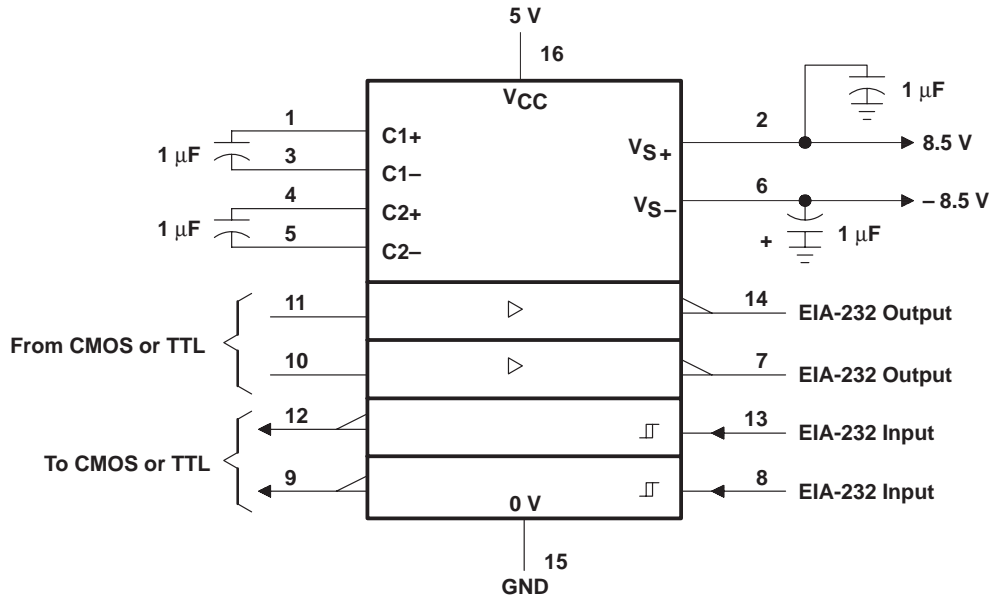 5 V
16
VCC
1
C1+
1 μF
3
C1–
4
C2+
1 μF
5
C2–
2
VS+
1 μF
8.5 V
6
VS–
– 8.5 V
+
1 μF
11
14
EIA-232 Output
From CMOS or TTL
10
7
EIA-232 Output
12
13
EIA-232 Input
To CMOS or TTL
9
8
EIA-232 Input
0 V
15
GND